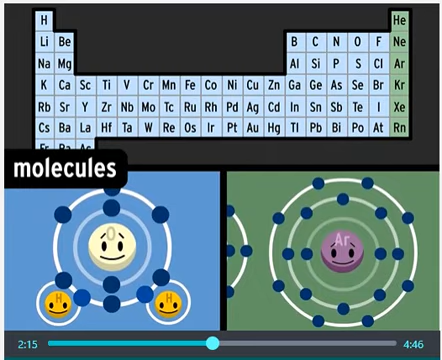 H He
Li Be B C N O F Ne
Na Mg Al Si P S Cl Ar
K Ca Sc Ti V Cr Mn Fe Co Ni Cu Zn Ga Ge As Se Br Kr
Rb Sr Y Zr Nb Mo Tc Ru Rh Pd Ag Cd In Sn Sb Te I Xe
Cs Ba La Hf Ta W Re Os Ir Pt Au Hg Tl Pb Bi Po At Rn
Fr Ra Ac
molecules
O Ar
H H
2:15 4:46